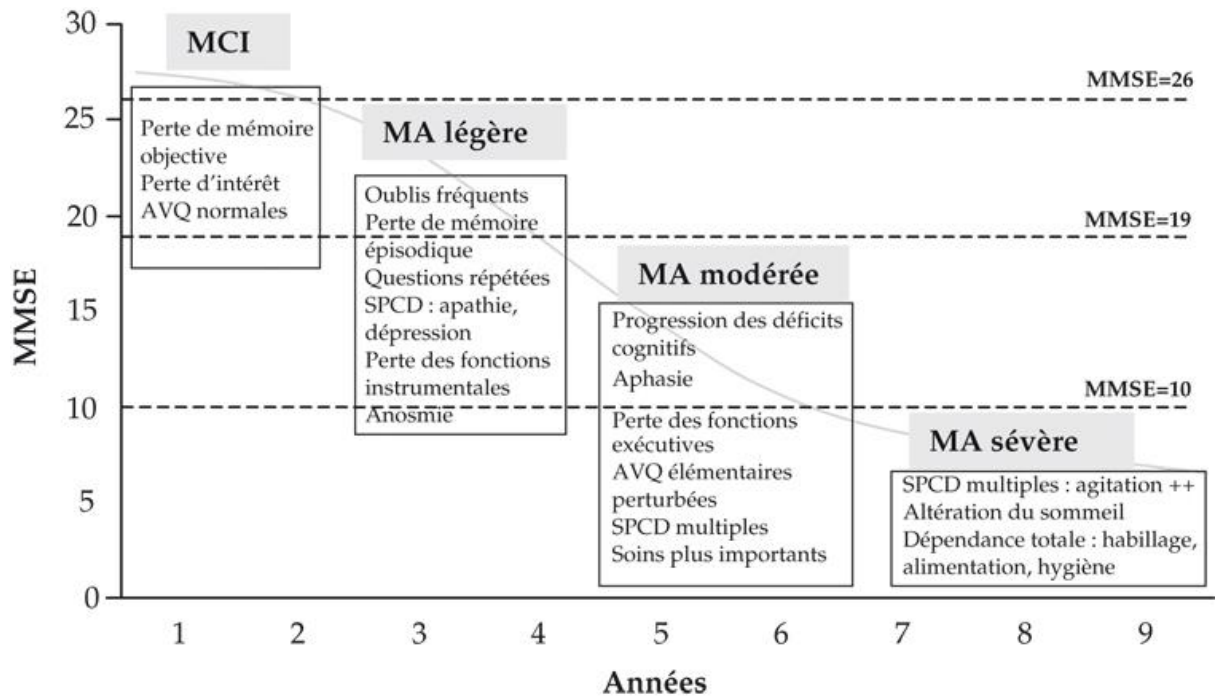 30
25
20
15
10
5
0
MMSE
MCI
Perte de mémoire
objective
Perte d'intérêt
AVQ normales
MA légère
Oublis fréquents
Perte de mémoire
épisodique
Questions répétées
SPCD : apathie,
dépression
Perte des fonctions
instrumentales
Anosmie
MA modérée
Progression des déficits
cognitifs
Aphasie
Perte des fonctions
exécutives
AVQ élémentaires
perturbées
SPCD multiples
Soins plus importants
MA sévère
SPCD multiples : agitation ++
Altération du sommeil
Dépendance totale : habillage,
alimentation, hygiène
MMSE=26
MMSE=19
MMSE=10
1 2 3 4 5 6 7 8 9
Années